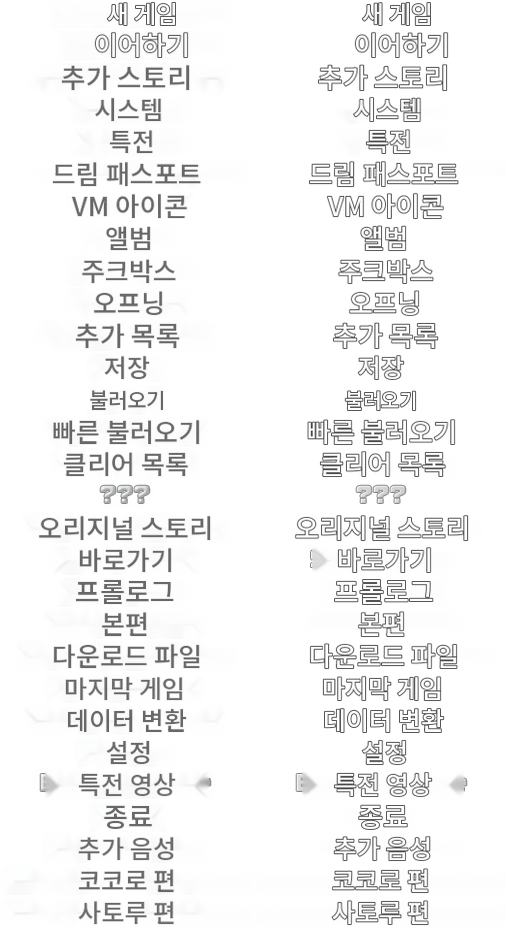 새 게임 새 게임
이어하기 이어하기
추가 스토리 추가 스토리
시스템 시스템
특전 특전
드림 패스포트 드림 패스포트
VM 아이콘 VM 아이콘
앨범 앨범
주크박스 주크박스
오프닝 오프닝
추가 목록 추가 목록
저장 저장
불러오기 불러오기
빠른 불러오기 빠른 불러오기
클리어 목록 클리어 목록
??? ???
오리지널 스토리 오리지널 스토리
바로가기 바로가기
프롤로그 프롤로그
본편 본편
다운로드 파일 다운로드 파일
마지막 게임 마지막 게임
데이터 변환 데이터 변환
설정 설정
특전 영상 특전 영상
종료 종료
추가 음성 추가 음성
코코로 편 코코로 편
사토루 편 사토루 편